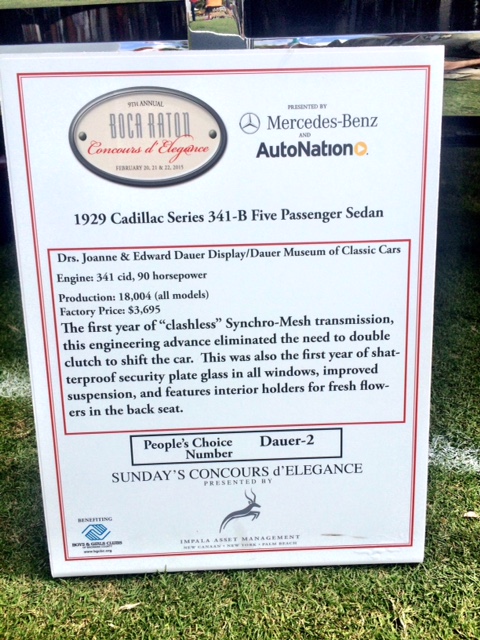 9TH ANNUAL
BOCA RATON
Concours d'Elegance
FEBRUARY 20, 21 & 22, 2015
PRESENTED BY
Mercedes-Benz
AND
AutoNation
1929 Cadillac Series 341-B Five Passenger Sedan
Drs. Joanne & Edward Dauer Display/Dauer Museum of Classic Cars
Engine: 341 cid, 90 horsepower
Production: 18,004 (all models)
Factory Price: $3,695
The first year of "clashless" Synchro-Mesh transmission,
this engineering advance eliminated the need to double
clutch to shift the car.  This was also the first year of shat-
terproof security plate glass in all windows, improved
suspension, and features interior holders for fresh flow-
ers in the back seat.
People's Choice
Number
Dauer-2
SUNDAY'S CONCOURS d'ELEGANCE
PRESENTED BY
IMPALA ASSET MANAGEMENT
NEW CANAAN • NEW YORK • PALM BEACH
BENEFITING
BOYS & GIRLS CLUBS